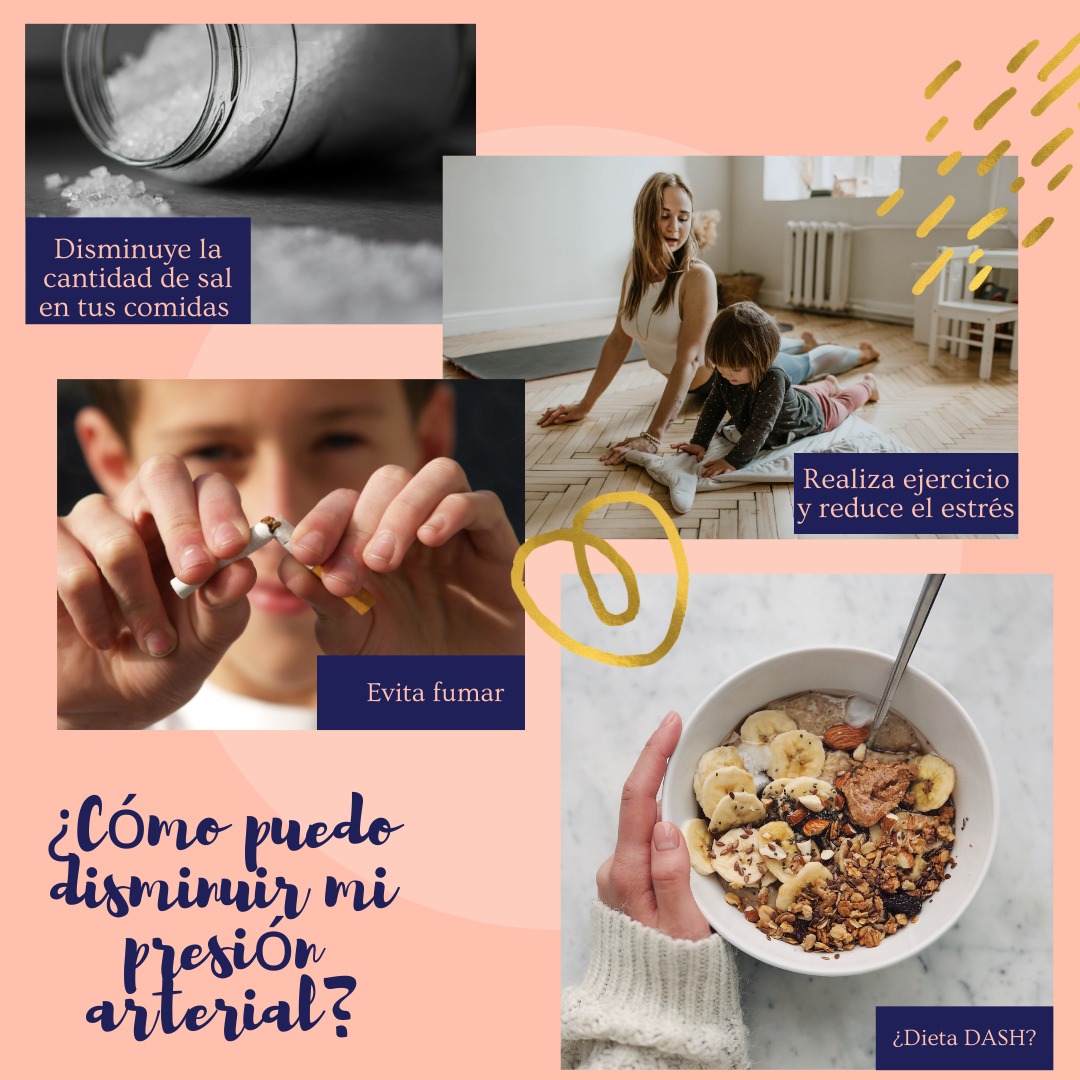 Disminuye la
cantidad de sal
en tus comidas
Realiza ejercicio
y reduce el estrés
Evita fumar
¿Cómo puedo
disminuir mi
presión
arterial?
¿Dieta DASH?